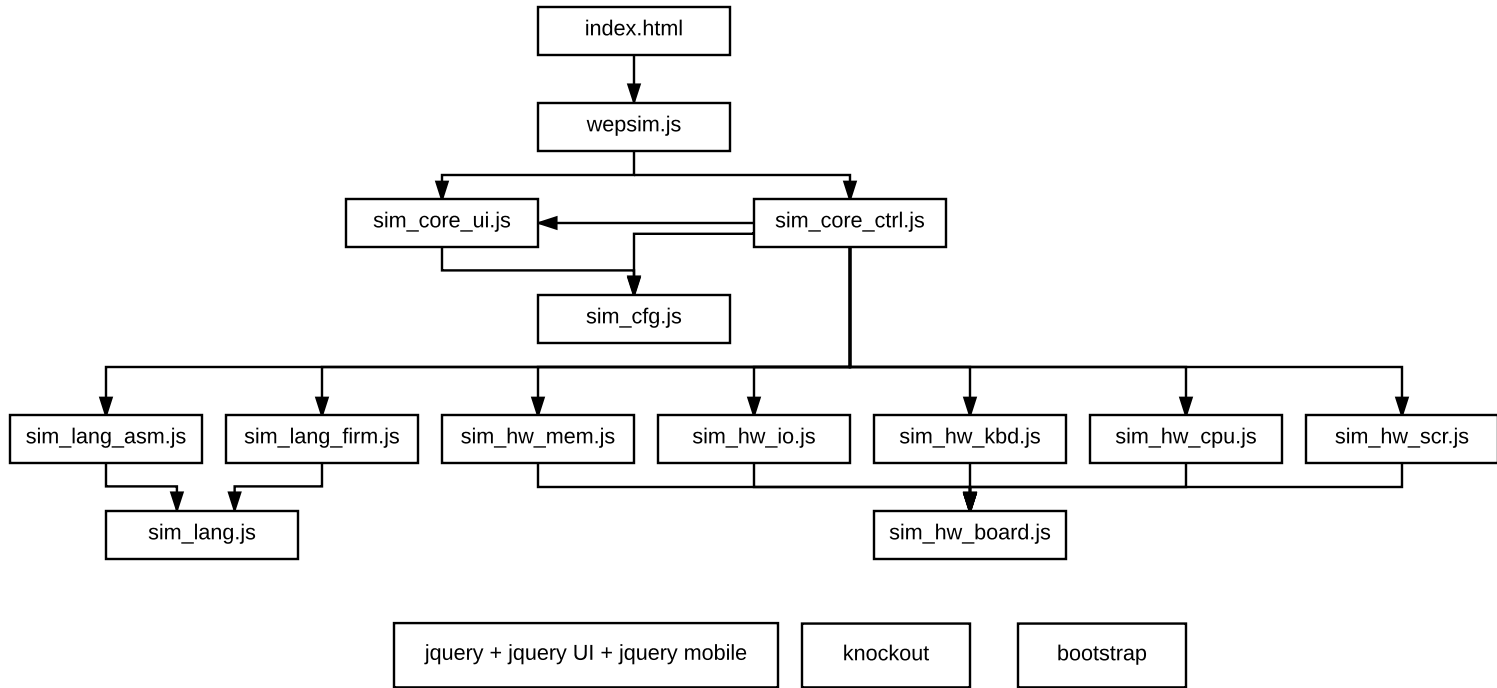 index.html
wepsim.js
sim_core_ui.js
sim_core_ctrl.js
sim_cfg.js
sim_lang_asm.js
sim_lang_firm.js
sim_hw_mem.js
sim_hw_io.js
sim_hw_kbd.js
sim_hw_cpu.js
sim_hw_scr.js
sim_lang.js
sim_hw_board.js
jquery + jquery UI + jquery mobile
knockout
bootstrap